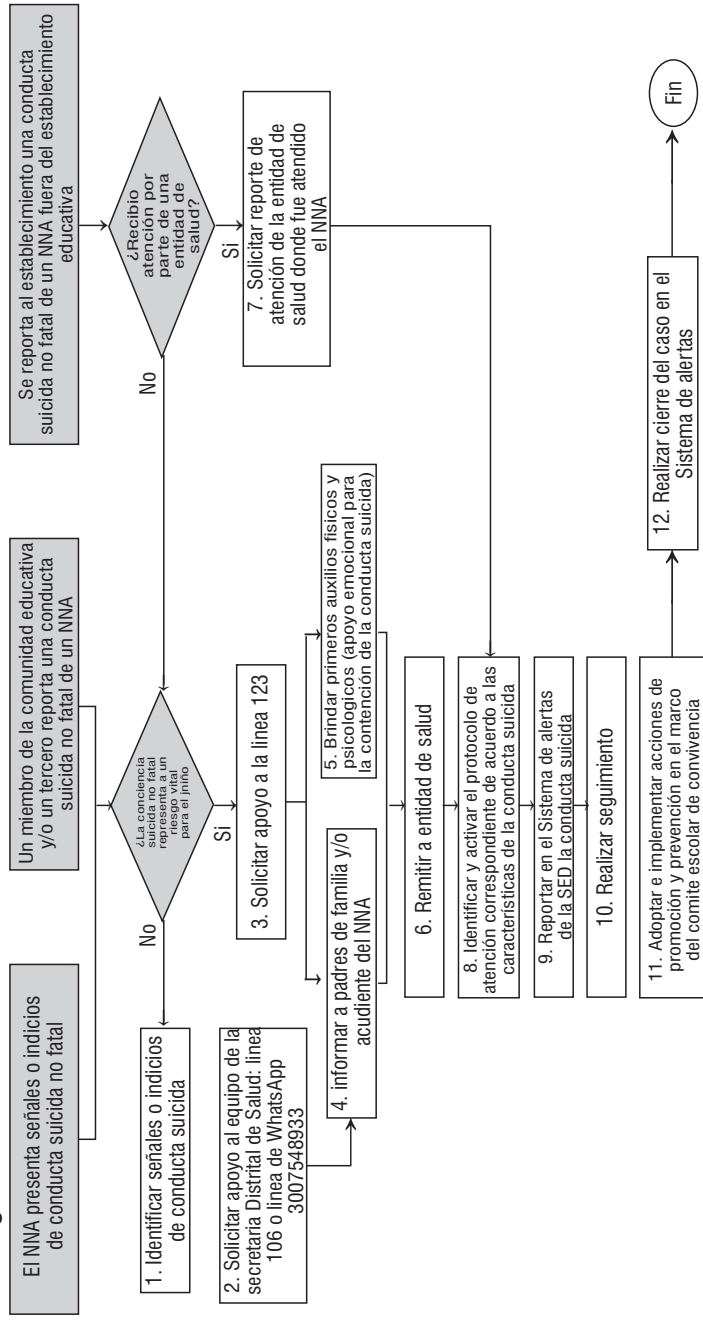 El NNA presenta señales o indicios
de conducta suicida no fatal
Un miembro de la comunidad educativa
y/o un tercero reporta una conducta
suicida no fatal de un NNA
Se reporta al establecimiento una conducta
suicida no fatal de un NNA fuera del establecimiento
educativa
¿La conciencia
suicida no fatal
representa a un
riesgo vital
para el jniño
¿Recibio
atención por
parte de una
entidad de
salud?
No
Si
No
Si
1. Identificar señales o indicios
de conducta suicida
2. Solicitar apoyo al equipo de la
secretaria Distrital de Salud: linea
106 o linea de WhatsApp
3007548933
3. Solicitar apoyo a la linea 123
4. informar a padres de familia y/o
acudiente del NNA
5. Brindar primeros auxilios fisicos y
psicologicos (apoyo emocional para
la contención de la conducta suicida)
6. Remitir a entidad de salud
7. Solicitar reporte de
atención de la entidad de
salud donde fue atendido
el NNA
8. Identificar y activar el protocolo de
atención correspondiente de acuerdo a las
características de la conducta suicida
9. Reportar en el Sistema de alertas
de la SED la conducta suicida
10. Realizar seguimiento
11. Adoptar e implementar acciones de
promoción y prevención en el marco
del comite escolar de convivencia
12. Realizar cierre del caso en el
Sistema de alertas
Fin